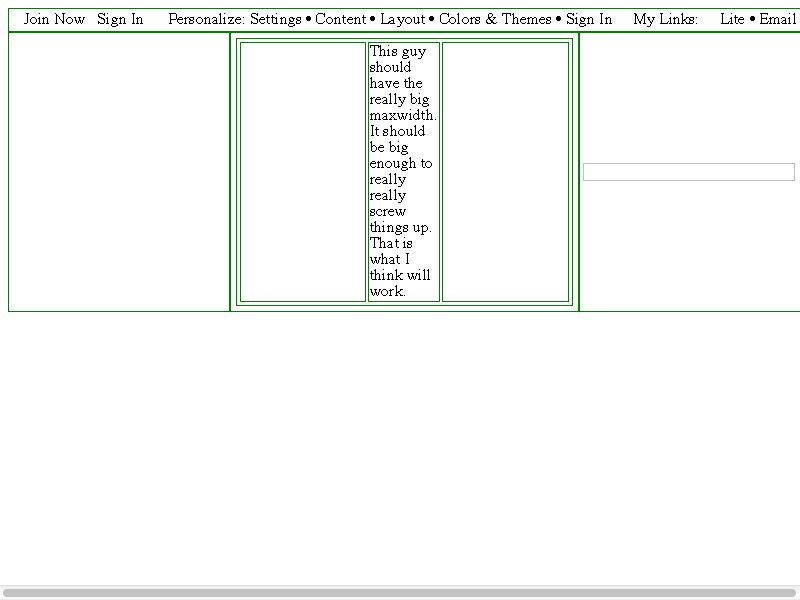 Join Now Sign In Personalize: Settings • Content • Layout • Colors & Themes • Sign In My Links: Lite • Email
This guy
should
have the
really big
maxwidth.
It should
be big
enough to
really
really
screw
things up.
That is
what I
think will
work.